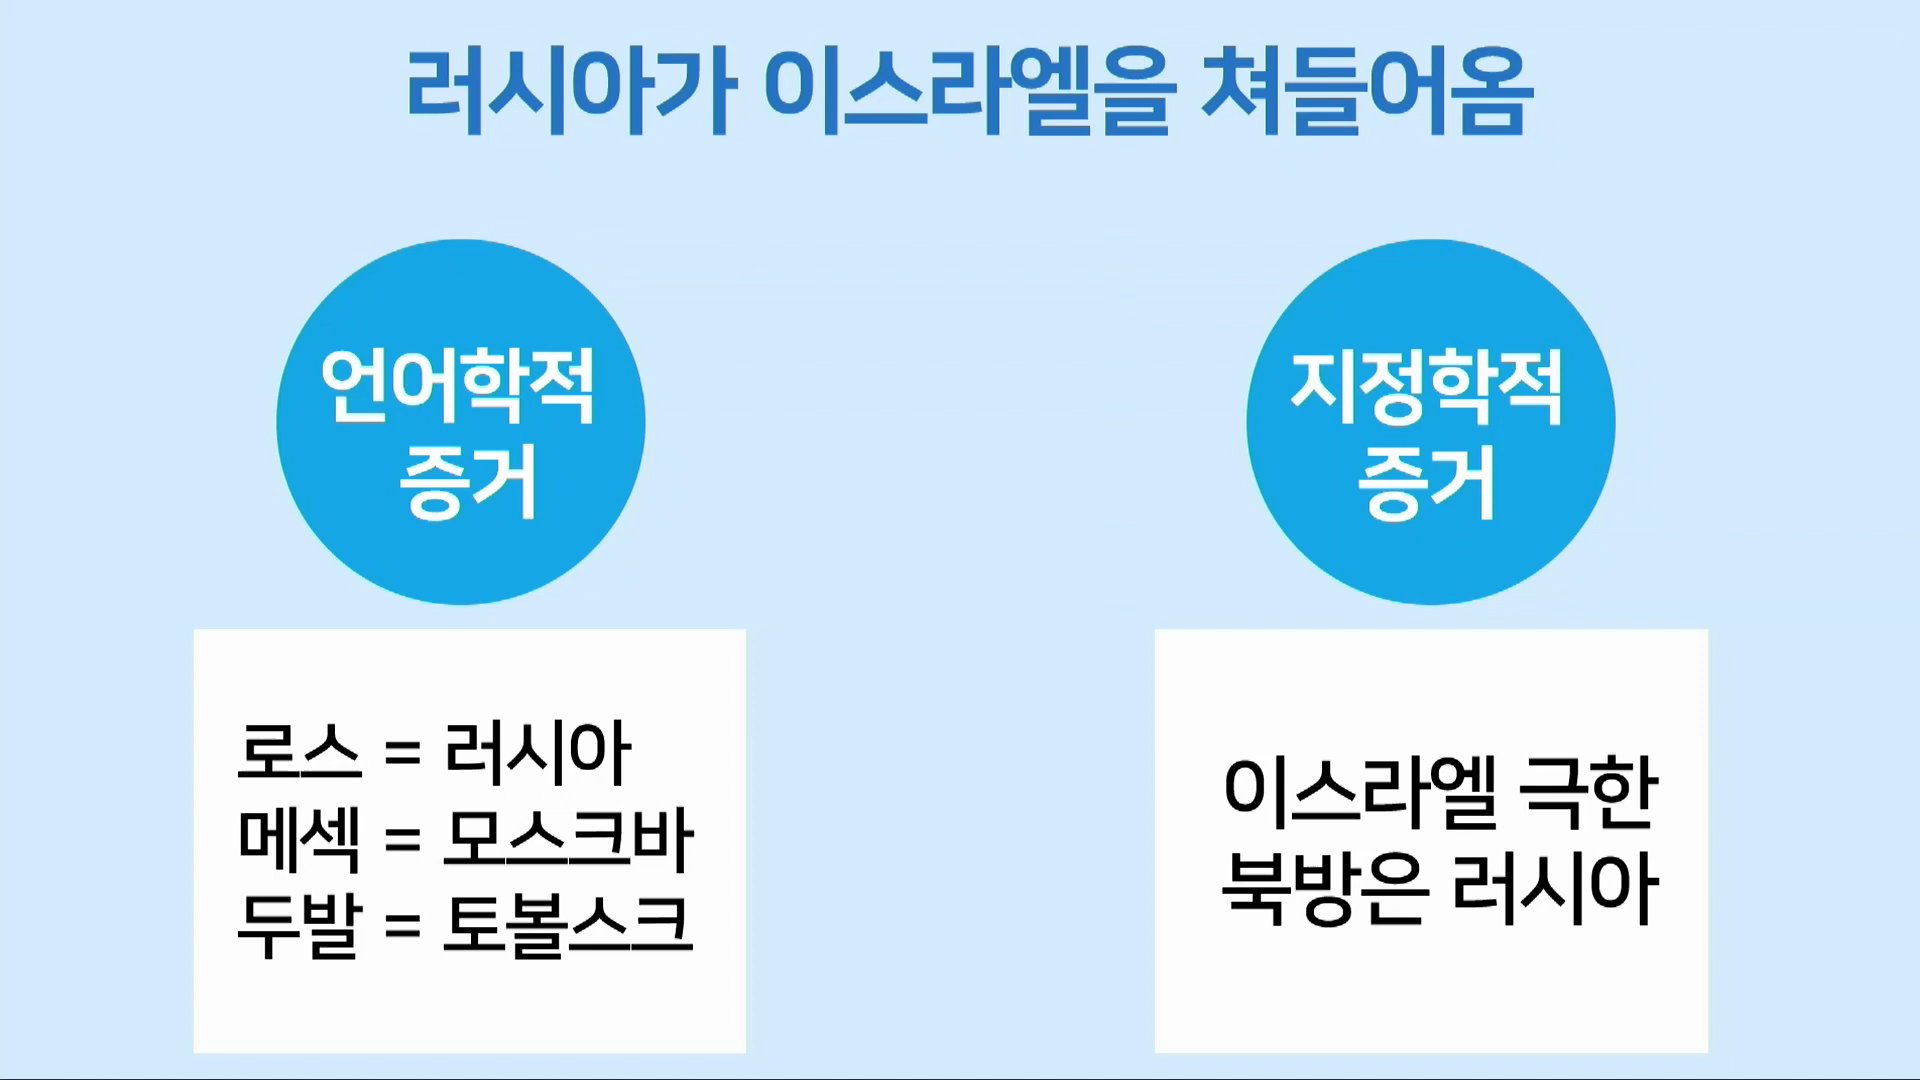 러시아가 이스라엘을 쳐들어옴
언어학적
증거
로스 = 러시아
메섹 = 모스크바
두발 = 토볼스크
지정학적
증거
이스라엘 극한
북방은 러시아